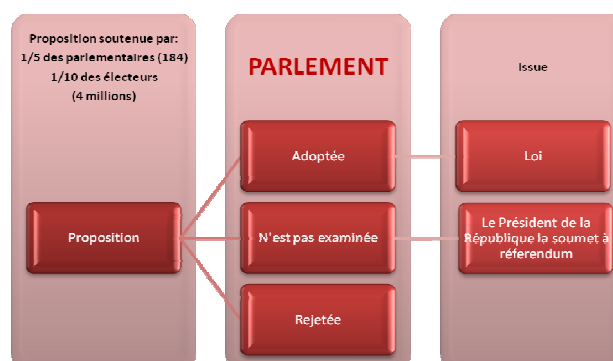 Proposition soutenue par:
1/5 des parlementaires (184)
1/10 des électeurs
(4 millions)
PARLEMENT
Issue
Adoptée
Loi
Proposition
N'est pas examinée
Le Président de la
République la soumet à
réferendum
Rejetée